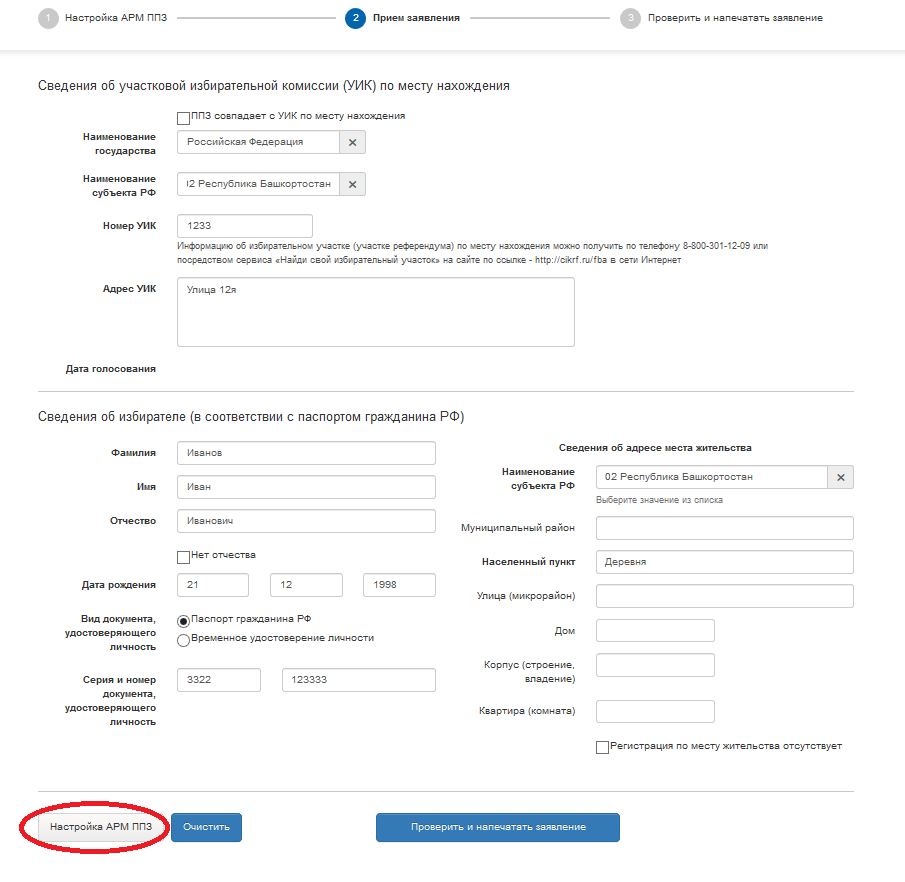 1 Настройка АРМ ППЗ 2 Прием заявления 3 Проверить и напечатать заявление
Сведения об участковой избирательной комиссии (УИК) по месту нахождения
ППЗ совпадает с УИК по месту нахождения
Наименование
государства
Российская Федерация
Наименование
субъекта РФ
02 Республика Башкортостан
Номер УИК
1233
Информацию об избирательном участке (участке референдума) по месту нахождения можно получить по телефону 8-800-301-12-09 или
посредством сервиса «Найди свой избирательный участок» на сайте по ссылке - http://cikrf.ru/fba в сети Интернет
Адрес УИК
Улица 12я
Дата голосования
Сведения об избирателе (в соответствии с паспортом гражданина РФ)
Фамилия
Иванов
Имя
Иван
Отчество
Иванович
Нет отчества
Дата рождения
21 12 1998
Вид документа,
удостоверяющего
личность
Паспорт гражданина РФ
Временное удостоверение личности
Серия и номер
документа,
удостоверяющего
личность
3322 123333
Сведения об адресе места жительства
Наименование
субъекта РФ
02 Республика Башкортостан
Выберите значение из списка
Муниципальный район
Населенный пункт
Деревня
Улица (микрорайон)
Дом
Корпус (строение,
владение)
Квартира (комната)
Регистрация по месту жительства отсутствует
Настройка АРМ ППЗ Очистить Проверить и напечатать заявление